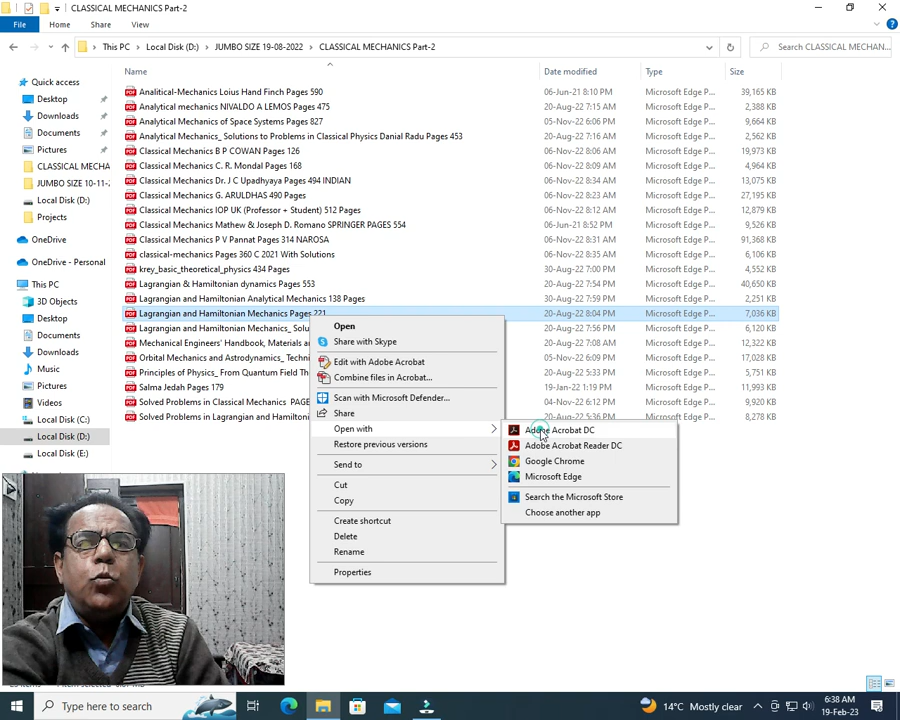 CLASSICAL MECHANICS Part-2
File Home Share View
This PC Local Disk (D:) JUMBO SIZE 19-08-2022 CLASSICAL MECHANICS Part-2 Search CLASSICAL MECHAN...
Name Date modified Type Size
Quick access
Desktop
Downloads
Documents
Pictures
CLASSICAL MECHA
JUMBO SIZE 10-11-2
Local Disk (D:)
Projects
OneDrive
OneDrive - Personal
This PC
3D Objects
Desktop
Documents
Downloads
Music
Pictures
Videos
Local Disk (C:)
Local Disk (D:)
Local Disk (E:)
Analitical-Mechanics Loius Hand Finch Pages 590 06-Jun-21 8:10 PM Microsoft Edge P... 39,165 KB
Analytical mechanics NIVALDO A LEMOS Pages 475 20-Aug-22 7:15 AM Microsoft Edge P... 2,388 KB
Analytical Mechanics of Space Systems Pages 827 05-Nov-22 6:06 PM Microsoft Edge P... 9,664 KB
Analytical Mechanics_ Solutions to Problems in Classical Physics Danial Radu Pages 453 20-Aug-22 7:16 AM Microsoft Edge P... 2,562 KB
Classical Mechanics B P COWAN Pages 126 06-Nov-22 8:06 AM Microsoft Edge P... 19,973 KB
Classical Mechanics C. R. Mondal Pages 168 06-Nov-22 8:09 AM Microsoft Edge P... 4,964 KB
Classical Mechanics Dr. J C Upadhyaya Pages 494 INDIAN 06-Nov-22 8:24 AM Microsoft Edge P... 13,075 KB
Classical Mechanics G. ARULDHAS 490 Pages 06-Nov-22 8:23 AM Microsoft Edge P... 27,195 KB
Classical Mechanics IOP UK (Professor + Student) 512 Pages 06-Nov-22 8:12 AM Microsoft Edge P... 12,879 KB
Classical Mechanics Mathew & Joseph D. Romano SPRINGER PAGES 554 06-Jun-21 8:52 PM Microsoft Edge P... 9,526 KB
Classical Mechanics P V Pannat Pages 314 NAROSA 06-Nov-22 8:31 AM Microsoft Edge P... 91,368 KB
classical-mechanics Pages 360 C 2021 With Solutions 06-Nov-22 8:35 AM Microsoft Edge P... 6,106 KB
krey_basic_theoretical_physics 434 Pages 30-Aug-22 7:00 PM Microsoft Edge P... 4,552 KB
Lagrangian & Hamiltonian dynamics Pages 553 20-Aug-22 7:54 PM Microsoft Edge P... 40,650 KB
Lagrangian and Hamiltonian Analytical Mechanics 138 Pages 30-Aug-22 7:59 PM Microsoft Edge P... 2,251 KB
Lagrangian and Hamiltonian Mechanics Pages 221 20-Aug-22 8:04 PM Microsoft Edge P... 7,036 KB
Lagrangian and Hamiltonian Mechanics_ Solu 20-Aug-22 7:56 PM Microsoft Edge P... 6,120 KB
Mechanical Engineers' Handbook, Materials a 20-Aug-22 7:08 AM Microsoft Edge P... 12,322 KB
Orbital Mechanics and Astrodynamics_ Techn 05-Nov-22 6:09 PM Microsoft Edge P... 17,028 KB
Principles of Physics_ From Quantum Field Th 20-Aug-22 5:33 PM Microsoft Edge P... 5,751 KB
Salma Jedah Pages 179 19-Jan-22 1:19 PM Microsoft Edge P... 11,993 KB
Solved Problems in Classical Mechanics PAGE 04-Nov-22 6:12 PM Microsoft Edge P... 9,920 KB
Solved Problems in Lagrangian and Hamiltoni 20-Aug-22 5:36 PM Microsoft Edge P... 8,278 KB
Open
Share with Skype
Edit with Adobe Acrobat
Combine files in Acrobat...
Scan with Microsoft Defender...
Share
Open with
Restore previous versions
Send to
Cut
Copy
Create shortcut
Delete
Rename
Properties
Adobe Acrobat DC
Adobe Acrobat Reader DC
Google Chrome
Microsoft Edge
Search the Microsoft Store
Choose another app
Type here to search
14°C Mostly clear
6:38 AM
19-Feb-23